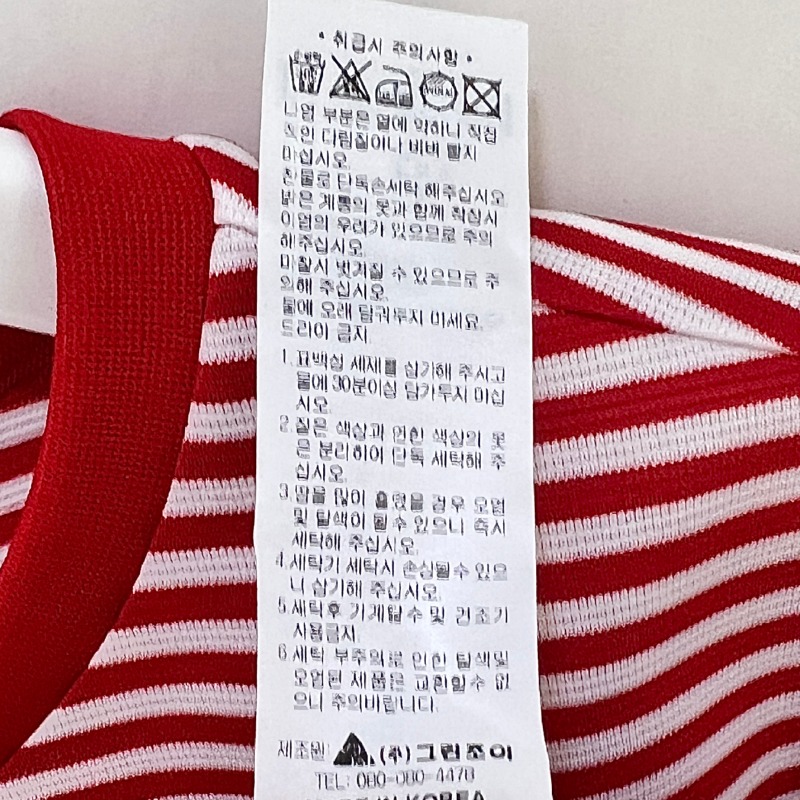 • 취급시 주의사항 •
나염 부분은 열에 약하니 직접
적인 다림질이나 비벼 빨지
마십시오.
찬물로 단독손세탁 해주십시오
밝은 계통의 옷과 함께 착상시
이염의 우려가 있으므로 주의
해주십시오.
마찰시 벗겨질 수 있으므로 주
의해 주십시오.
물에 오래 담궈두지 마세요.
드라이 금지.
1.표백성 세제를 삼가해 주시고
물에 30분이상 담가두지 마십
시오.
2.짙은 색상과 연한 색상의 옷
은 분리하여 단독 세탁해 주
십시오.
3.땀을 많이 흘렸을 경우 오염
및 탈색이 될 수 있으니 즉시
세탁해 주십시오.
4.세탁기 세탁시 손상될수 있으
니 삼가해 주십시오.
5.세탁후 기계탈수 및 건조기
사용금지.
6.세탁 부주의로 인한 탈색및
오염된 제품은 교환할수 없
으니 주의바랍니다.
제조원: (주)그린조이
TEL: 080-080-4478
KOREA